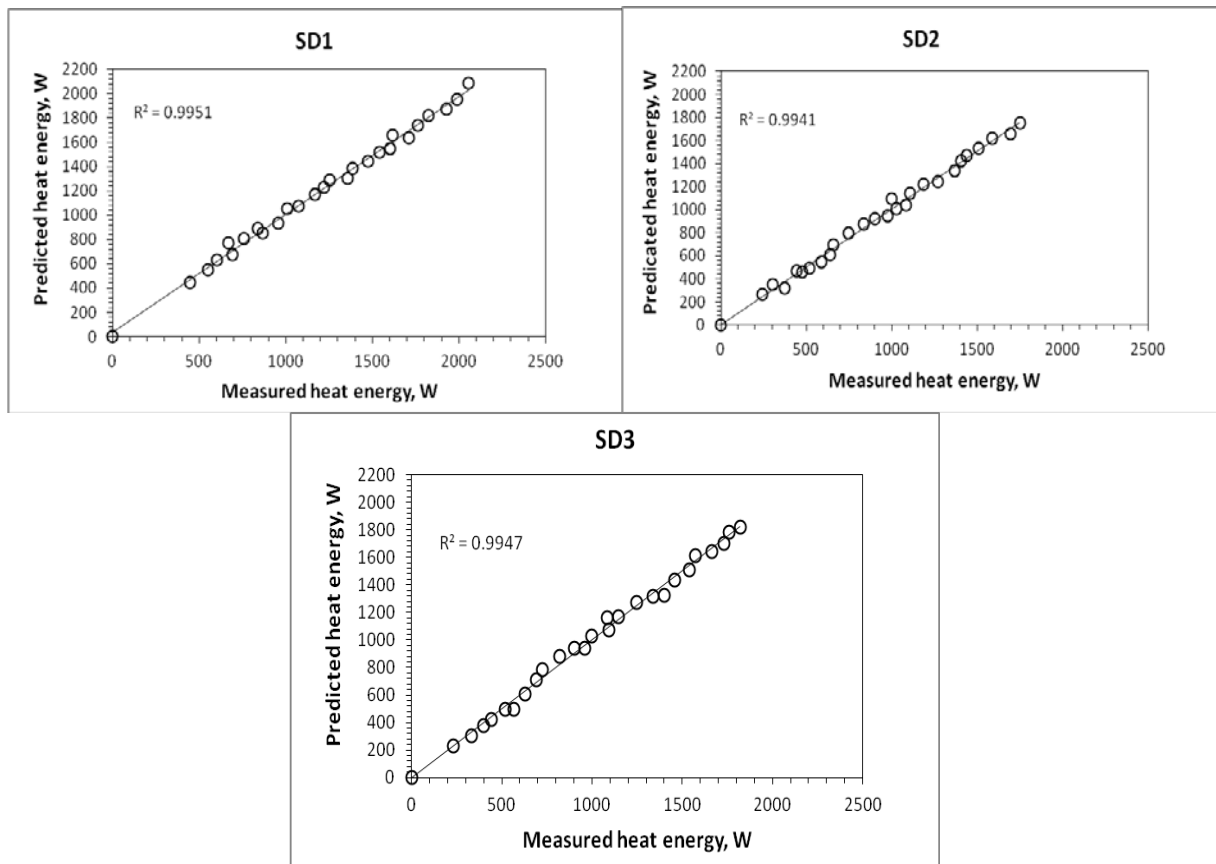 SD1
Predicted heat energy, W
2200
2000
1800
1600
1400
1200
1000
800
600
400
200
0
R² = 0.9951
0 500 1000 1500 2000 2500
Measured heat energy, W
SD2
Predicated heat energy, W
2200
2000
1800
1600
1400
1200
1000
800
600
400
200
0
R² = 0.9941
0 500 1000 1500 2000 2500
Measured heat energy, W
SD3
Predicted heat energy, W
2200
2000
1800
1600
1400
1200
1000
800
600
400
200
0
R² = 0.9947
0 500 1000 1500 2000 2500
Measured heat energy, W